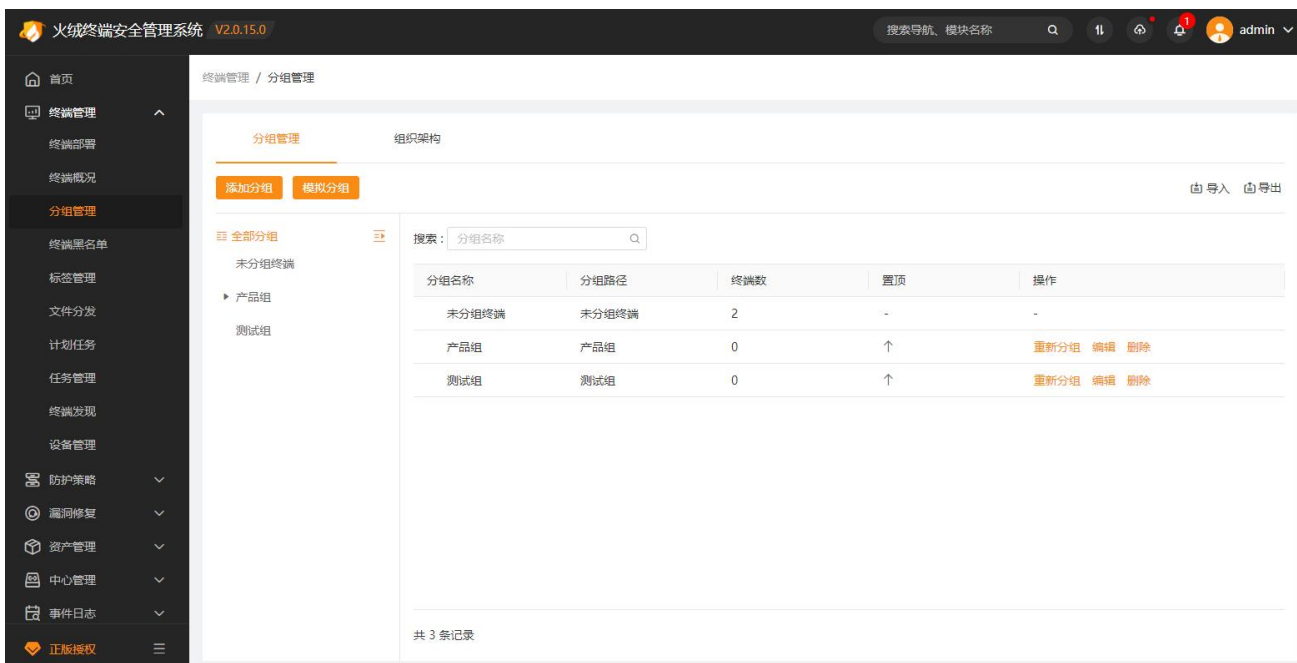 火绒终端安全管理系统 V2.0.15.0 搜索导航、模块名称 1 admin
首页
终端管理
终端部署
终端概况
分组管理
终端黑名单
标签管理
文件分发
计划任务
任务管理
终端发现
设备管理
防护策略
漏洞修复
资产管理
中心管理
事件日志
正版授权
终端管理 / 分组管理
分组管理 组织架构
添加分组 模拟分组 导入 导出
全部分组
未分组终端
产品组
测试组
搜索： 分组名称
分组名称 分组路径 终端数 置顶 操作
未分组终端 未分组终端 2 - -
产品组 产品组 0 ↑ 重新分组 编辑 删除
测试组 测试组 0 ↑ 重新分组 编辑 删除
共 3 条记录